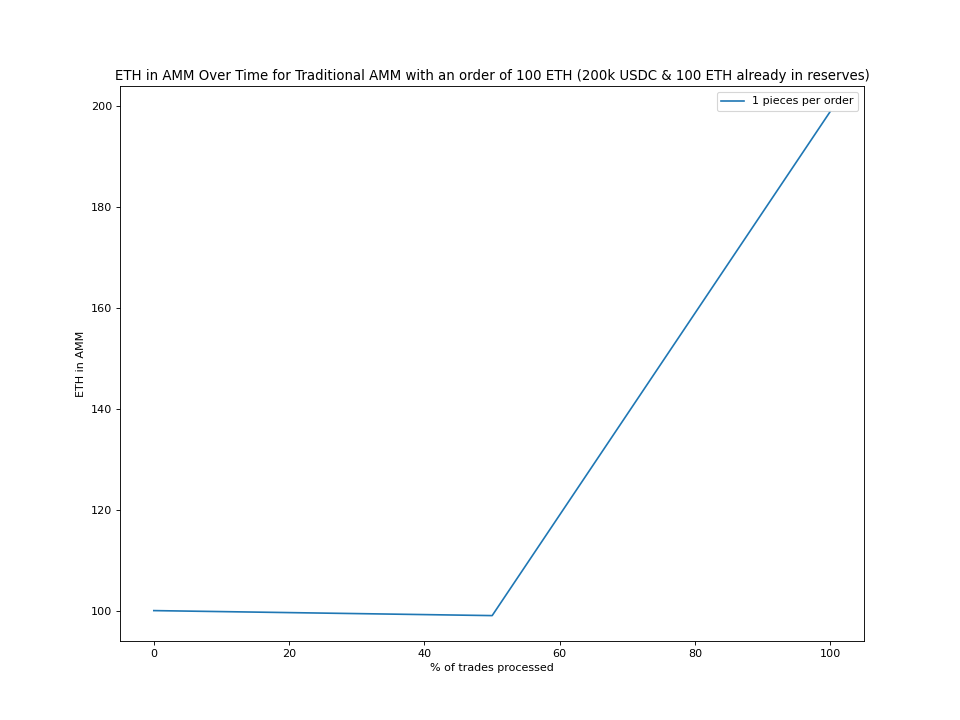 ETH in AMM Over Time for Traditional AMM with an order of 100 ETH (200k USDC & 100 ETH already in reserves)
1 pieces per order
200
180
160
140
120
100
ETH in AMM
0 20 40 60 80 100
% of trades processed